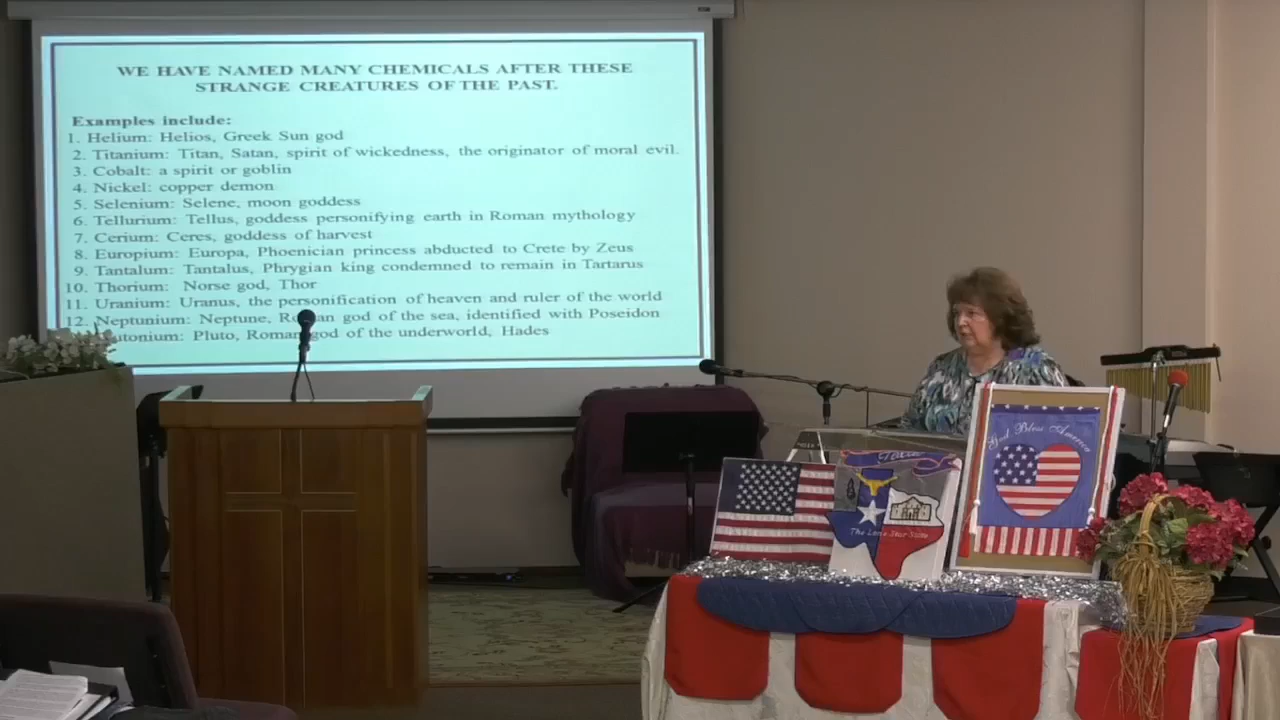 WE HAVE NAMED MANY CHEMICALS AFTER THESE
STRANGE CREATURES OF THE PAST.
Examples include:
1. Helium: Helios, Greek Sun god
2. Titanium: Titan, Satan, spirit of wickedness, the originator of moral evil.
3. Cobalt: a spirit or goblin
4. Nickel: copper demon
5. Selenium: Selene, moon goddess
6. Tellurium: Tellus, goddess personifying earth in Roman mythology
7. Cerium: Ceres, goddess of harvest
8. Europium: Europa, Phoenician princess abducted to Crete by Zeus
9. Tantalum: Tantalus, Phrygian king condemned to remain in Tartarus
10. Thorium: Norse god, Thor
11. Uranium: Uranus, the personification of heaven and ruler of the world
12. Neptunium: Neptune, Roman god of the sea, identified with Poseidon
utonium: Pluto, Roman god of the underworld, Hades
God Bless America
Texas
The Lone Star State